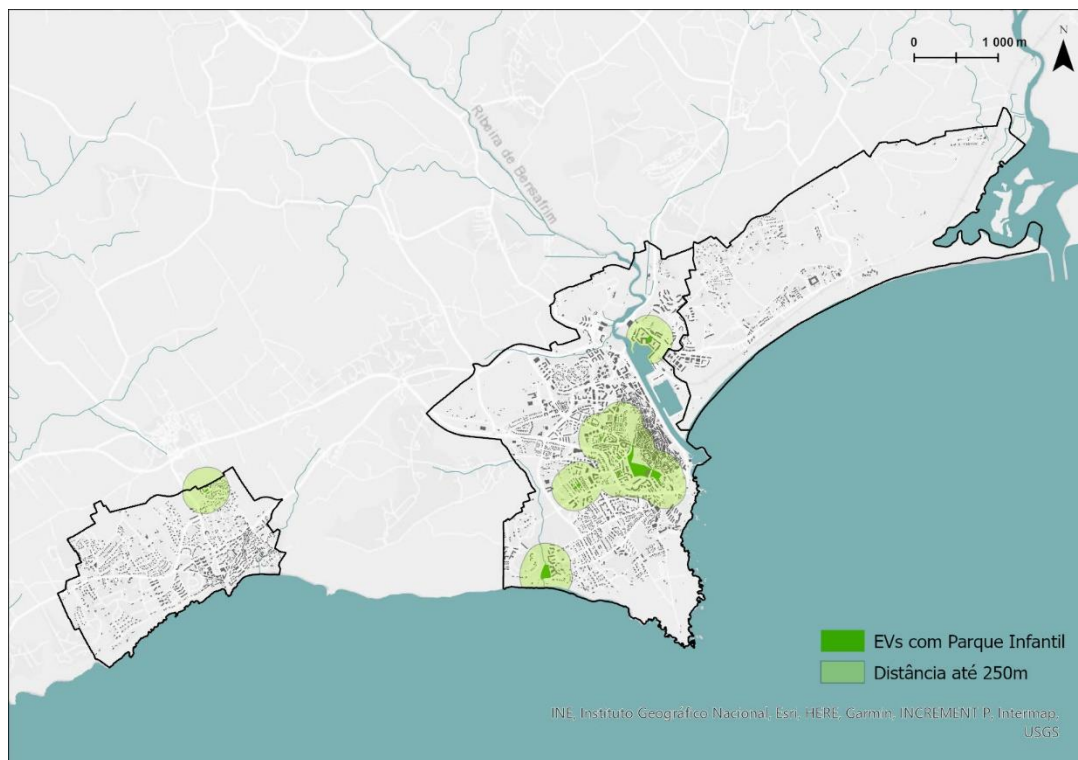 N
0 1 000 m
Ribeira de Bensafrim
EVs com Parque Infantil
Distância até 250m
INE, Instituto Geográfico Nacional, Esri, HERE, Garmin, INCREMENT P, Intermap,
USGS